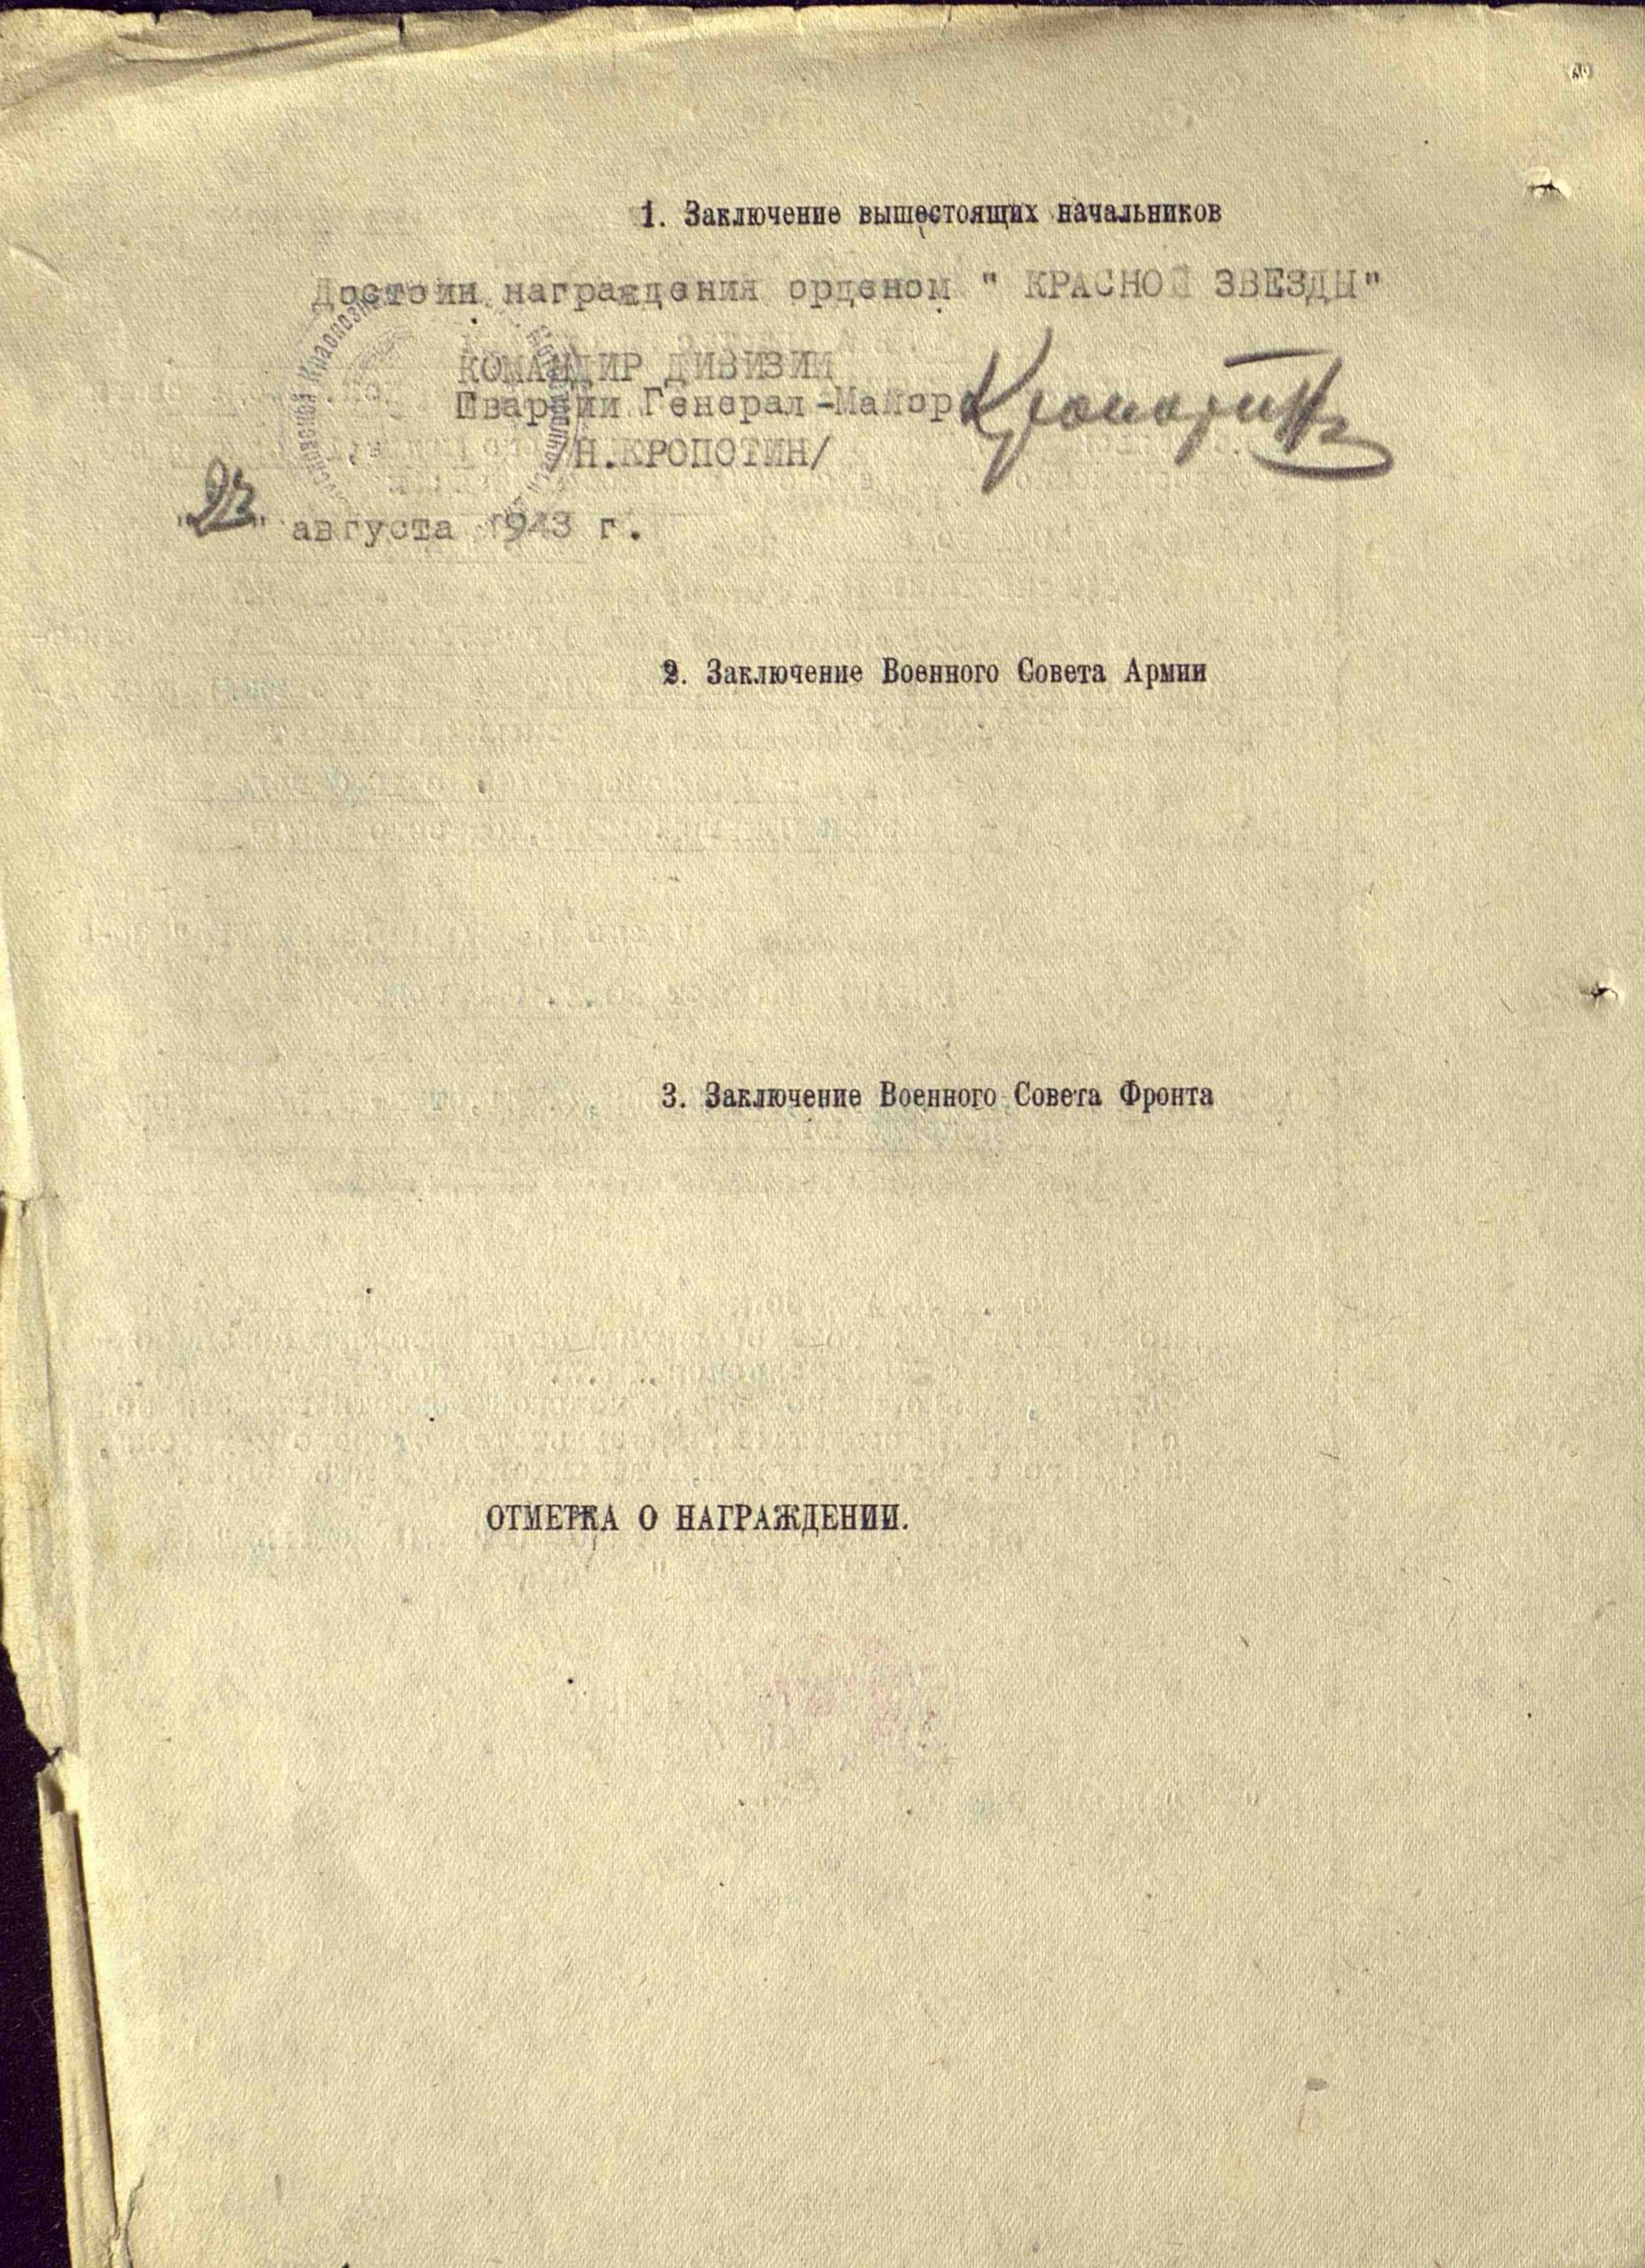 1. Заключение вышестоящих начальников
Достоин награждения орденом " КРАСНОЙ ЗВЕЗДЫ"
КОМАНДИР ДИВИЗИИ
Гвардии Генерал-Майор Кропотин
/Н.КРОПОТИН/
"23" августа 1943 г.
2. Заключение Военного Совета Армии
3. Заключение Военного Совета Фронта
ОТМЕТКА О НАГРАЖДЕНИИ.